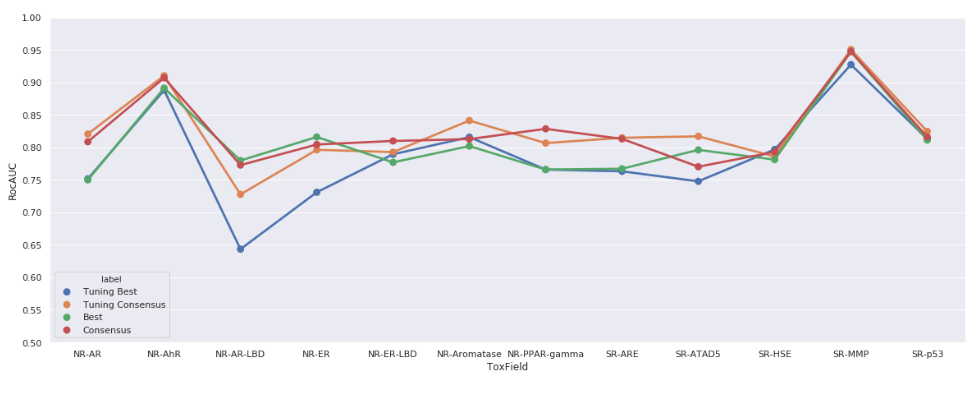 1.00
0.95
0.90
0.85
0.80
0.75
0.70
0.65
0.60
0.55
0.50
RocAUC
label
Tuning Best
Tuning Consensus
Best
Consensus
NR-AR NR-AhR NR-AR-LBD NR-ER NR-ER-LBD NR-Aromatase NR-PPAR-gamma SR-ARE SR-ATAD5 SR-HSE SR-MMP SR-p53
ToxField